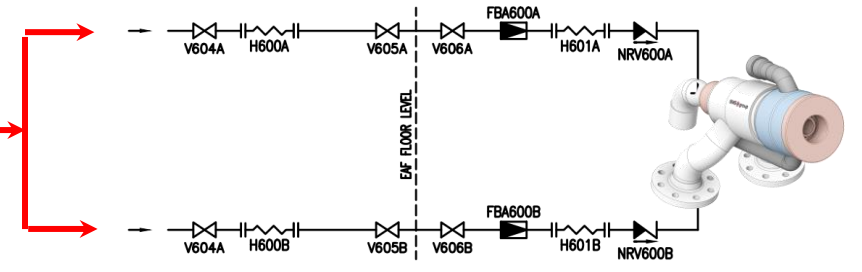 FBA600A
V604A
H600A
V605A
V606A
H601A
NRV600A
EAF FLOOR LEVEL
FBA600B
V604A
H600B
V605B
V606B
H601B
NRV600B